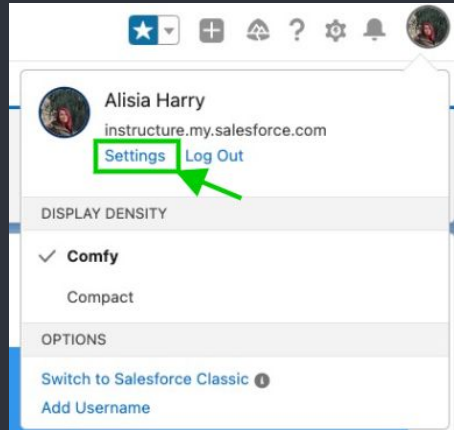 Alisia Harry
instructure.my.salesforce.com
Settings Log Out
DISPLAY DENSITY
Comfy
Compact
OPTIONS
Switch to Salesforce Classic
Add Username